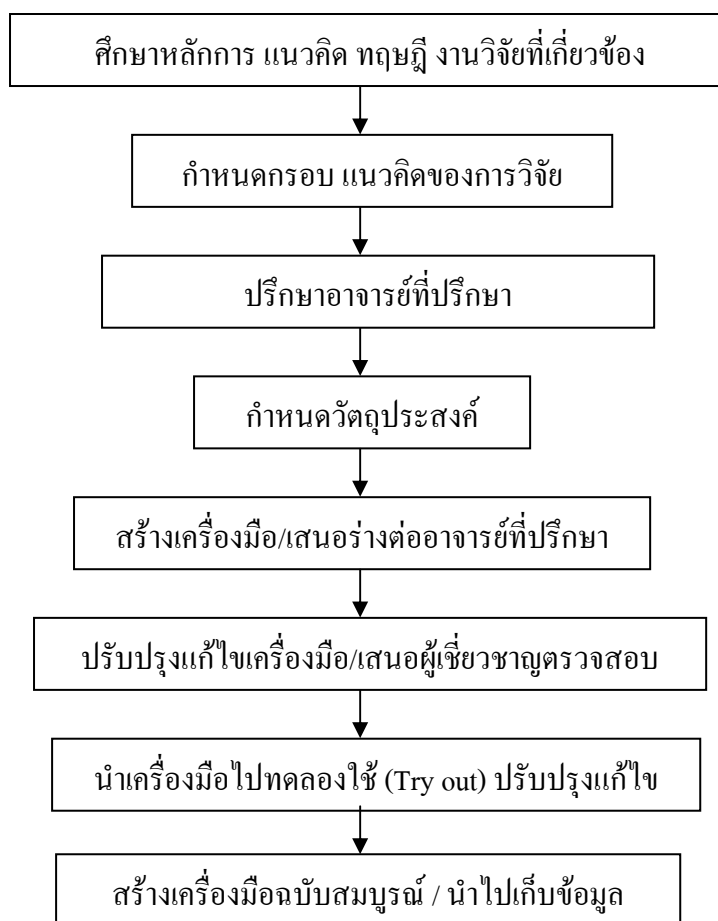 ศึกษาหลักการ แนวคิด ทฤษฎี งานวิจัยที่เกี่ยวข้อง
กำหนดกรอบ แนวคิดของการวิจัย
ปรึกษาอาจารย์ที่ปรึกษา
กำหนดวัตถุประสงค์
สร้างเครื่องมือ/เสนอร่างต่ออาจารย์ที่ปรึกษา
ปรับปรุงแก้ไขเครื่องมือ/เสนอผู้เชี่ยวชาญตรวจสอบ
นำเครื่องมือไปทดลองใช้ (Try out) ปรับปรุงแก้ไข
สร้างเครื่องมือฉบับสมบูรณ์ / นำไปเก็บข้อมูล